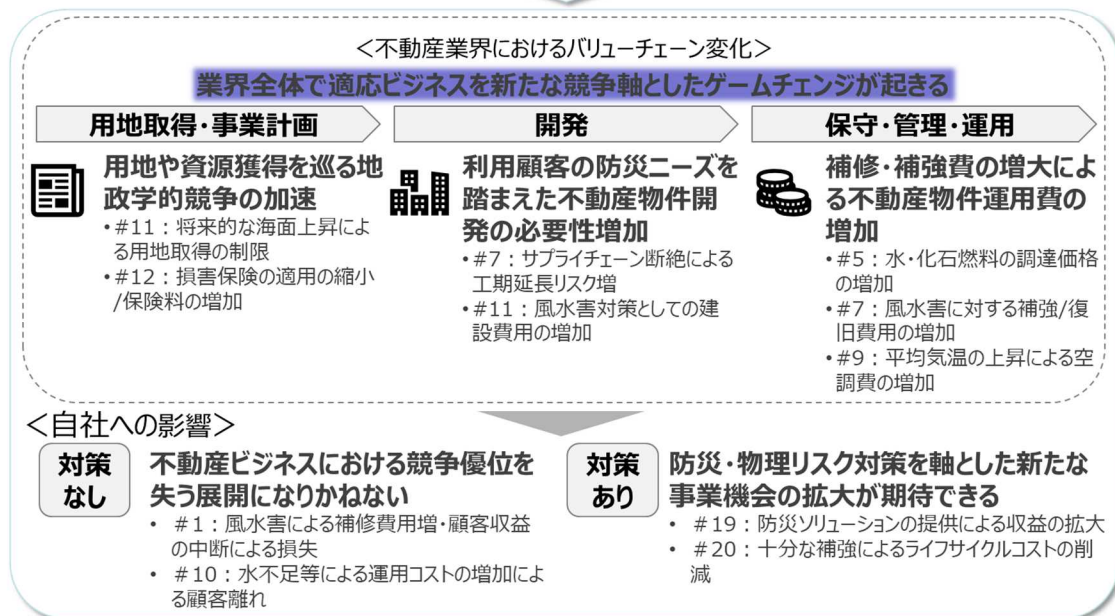 ＜不動産業界におけるバリューチェーン変化＞
業界全体で適応ビジネスを新たな競争軸としたゲームチェンジが起きる
用地取得・事業計画
用地や資源獲得を巡る地
政学的競争の加速
•#11：将来的な海面上昇によ
る用地取得の制限
•#12：損害保険の適用の縮小
/保険料の増加
開発
利用顧客の防災ニーズを
踏まえた不動産物件開
発の必要性増加
•#7：サプライチェーン断絶による
工期延長リスク増
•#11：風水害対策としての建
設費用の増加
保守・管理・運用
補修・補強費の増大によ
る不動産物件運用費の
増加
•#5：水・化石燃料の調達価格
の増加
•#7：風水害に対する補強/復
旧費用の増加
•#9：平均気温の上昇による空
調費の増加
＜自社への影響＞
対策
なし
不動産ビジネスにおける競争優位を
失う展開になりかねない
• #1：風水害による補修費用増・顧客収益
の中断による損失
• #10：水不足等による運用コストの増加によ
る顧客離れ
対策
あり
防災・物理リスク対策を軸とした新たな
事業機会の拡大が期待できる
• #19：防災ソリューションの提供による収益の拡大
• #20：十分な補強によるライフサイクルコストの削
減